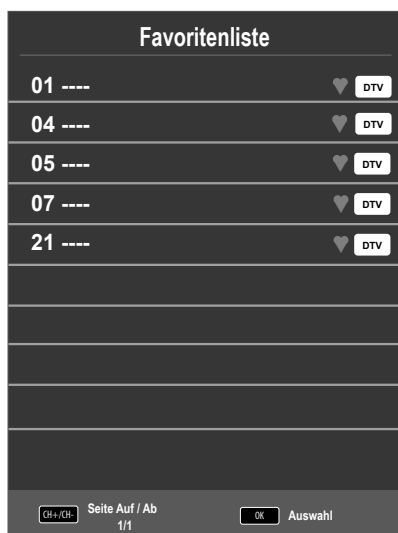 Favoritenliste
01 ---- DTV
04 ---- DTV
05 ---- DTV
07 ---- DTV
21 ---- DTV
CH+/CH- Seite Auf / Ab OK Auswahl
1/1